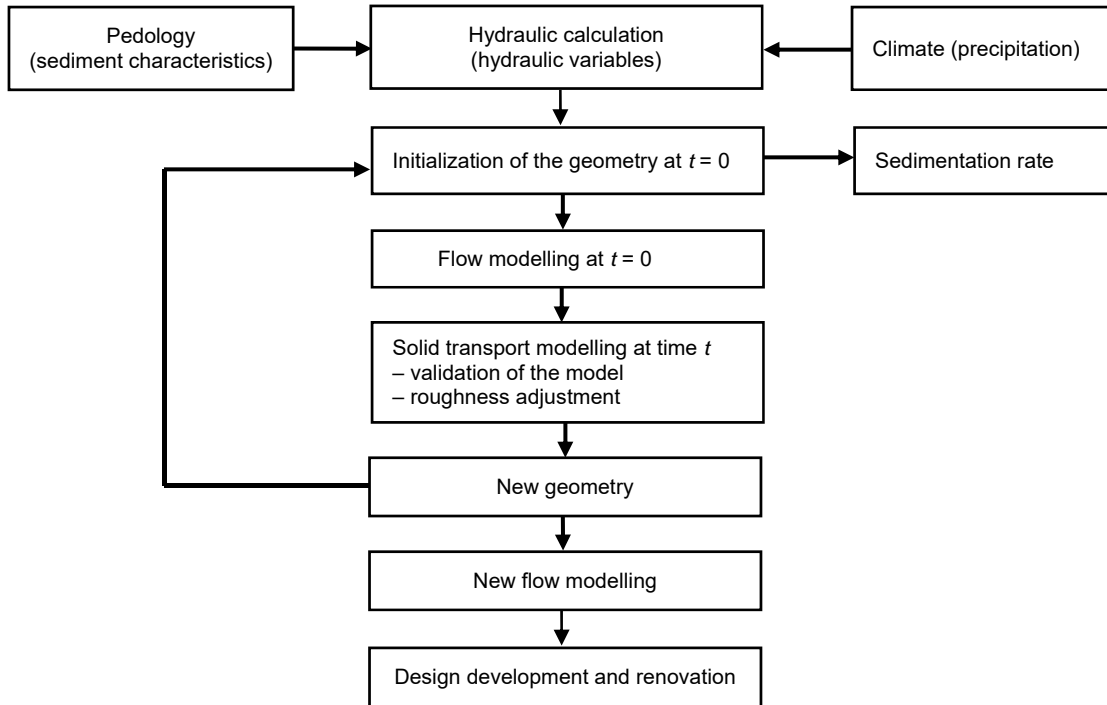 Pedology
(sediment characteristics)
Hydraulic calculation
(hydraulic variables)
Climate (precipitation)
Initialization of the geometry at t = 0
Sedimentation rate
Flow modelling at t = 0
Solid transport modelling at time t
– validation of the model
– roughness adjustment
New geometry
New flow modelling
Design development and renovation